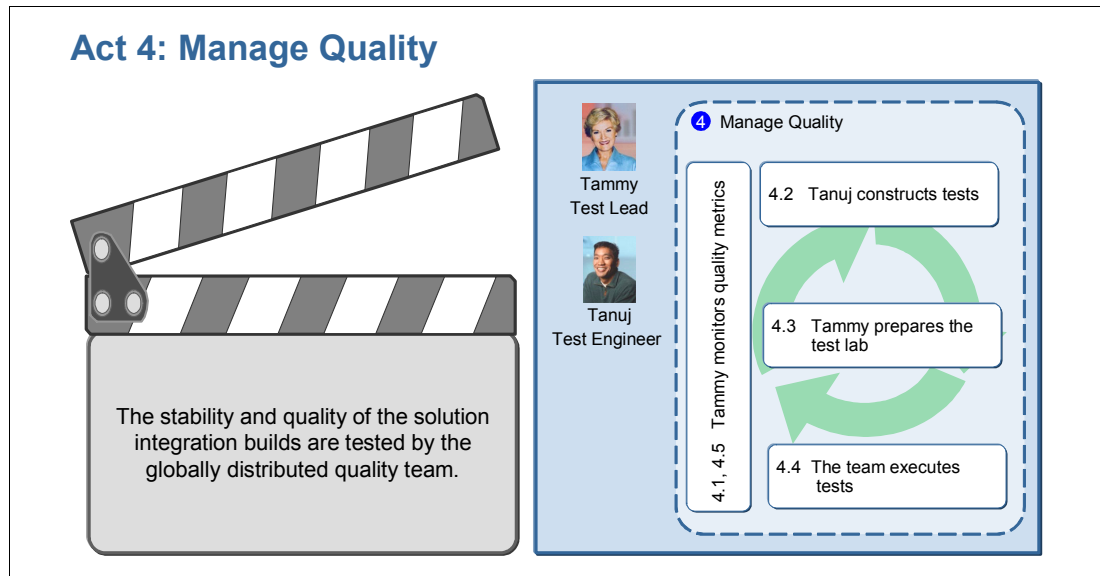 Act 4: Manage Quality
The stability and quality of the solution
integration builds are tested by the
globally distributed quality team.
Tammy
Test Lead
Tanuj
Test Engineer
4 Manage Quality
4.1, 4.5 Tammy monitors quality metrics
4.2 Tanuj constructs tests
4.3 Tammy prepares the
test lab
4.4 The team executes
tests